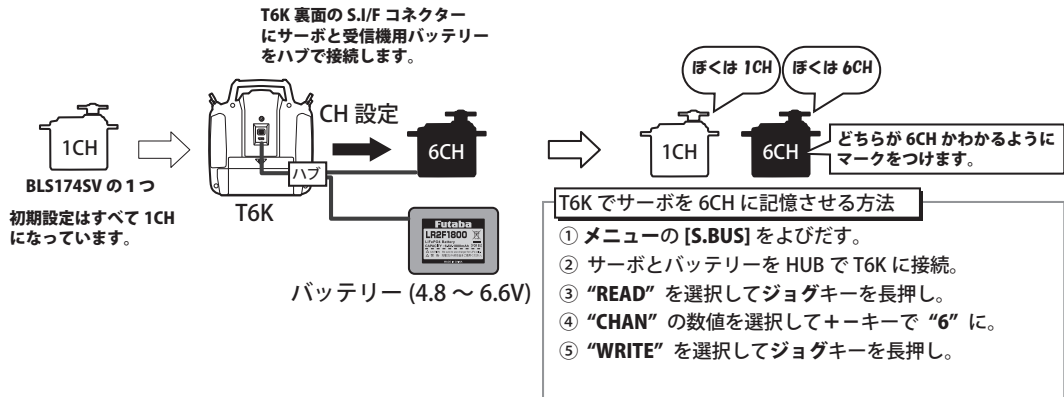 T6K 裏面の S.I/F コネクター
にサーボと受信機用バッテリー
をハブで接続します。
ぼくは 1CH
ぼくは 6CH
CH 設定
1CH
6CH
1CH
6CH
どちらが 6CH かわかるように
マークをつけます。
ハブ
BLS174SV の 1 つ
T6K
初期設定はすべて 1CH
になっています。
Futaba
LR2F1800
バッテリー (4.8 ～ 6.6V)
T6K でサーボを 6CH に記憶させる方法
① メニューの [S.BUS] をよびだす。
② サーボとバッテリーを HUB で T6K に接続。
③ “READ” を選択してジョグキーを長押し。
④ “CHAN” の数値を選択して＋－キーで “6” に。
⑤ “WRITE” を選択してジョグキーを長押し。